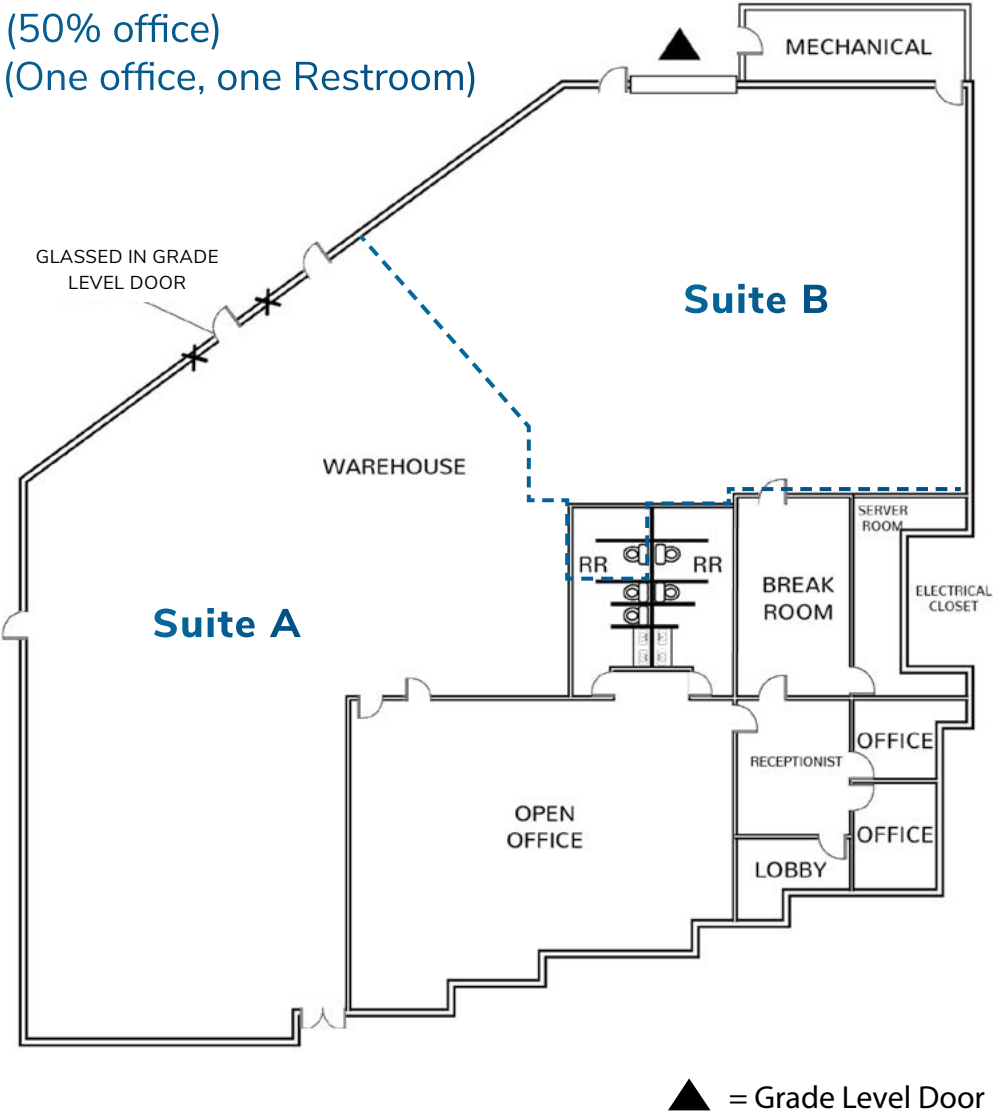 (50% office)
(One office, one Restroom)
MECHANICAL
GLASSED IN GRADE
LEVEL DOOR
Suite B
WAREHOUSE
SERVER
ROOM
RR
RR
BREAK
ROOM
ELECTRICAL
CLOSET
Suite A
OFFICE
RECEPTIONIST
OPEN
OFFICE
OFFICE
LOBBY
= Grade Level Door